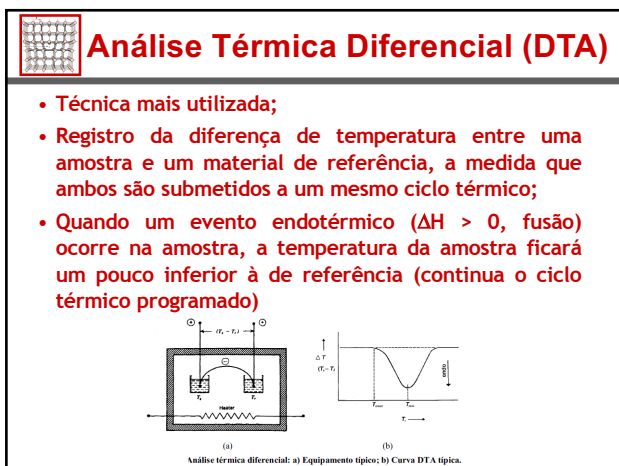 Análise Térmica Diferencial (DTA)
• Técnica mais utilizada;
• Registro da diferença de temperatura entre uma
amostra e um material de referência, a medida que
ambos são submetidos a um mesmo ciclo térmico;
• Quando um evento endotérmico (ΔH > 0, fusão)
ocorre na amostra, a temperatura da amostra ficará
um pouco inferior à de referência (continua o ciclo
térmico programado)
Heater
(a)
Δ T
endo
(b)
Análise térmica diferencial: a) Equipamento típico; b) Curva DTA típica.